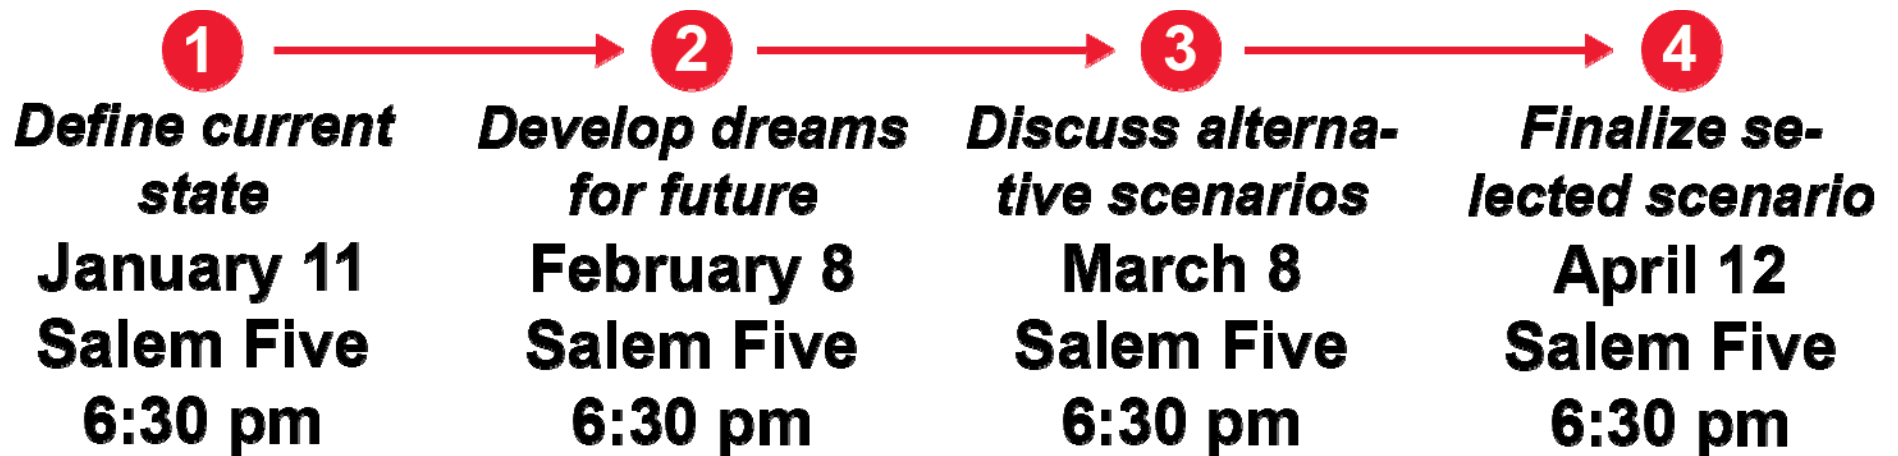 1
Define current
state
January 11
Salem Five
6:30 pm
2
Develop dreams
for future
February 8
Salem Five
6:30 pm
3
Discuss alterna-
tive scenarios
March 8
Salem Five
6:30 pm
4
Finalize se-
lected scenario
April 12
Salem Five
6:30 pm